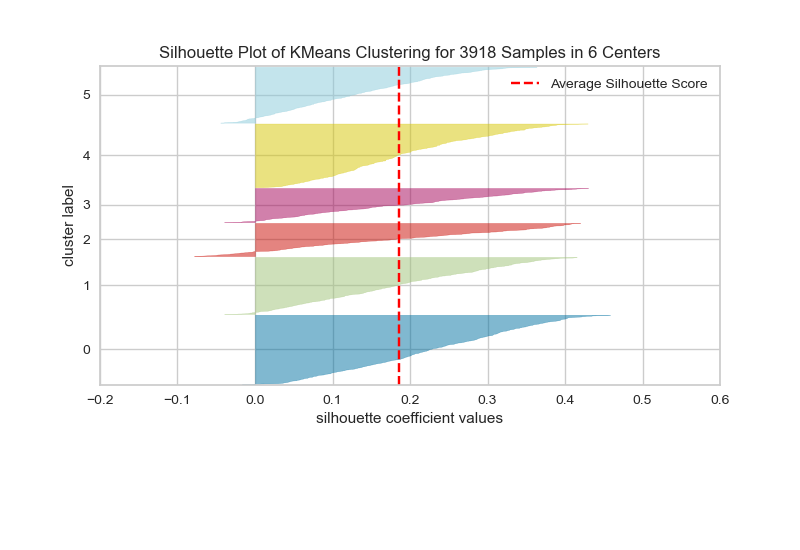 Silhouette Plot of KMeans Clustering for 3918 Samples in 6 Centers
Average Silhouette Score
cluster label
5
4
3
2
1
0
−0.2 −0.1 0.0 0.1 0.2 0.3 0.4 0.5 0.6
silhouette coefficient values